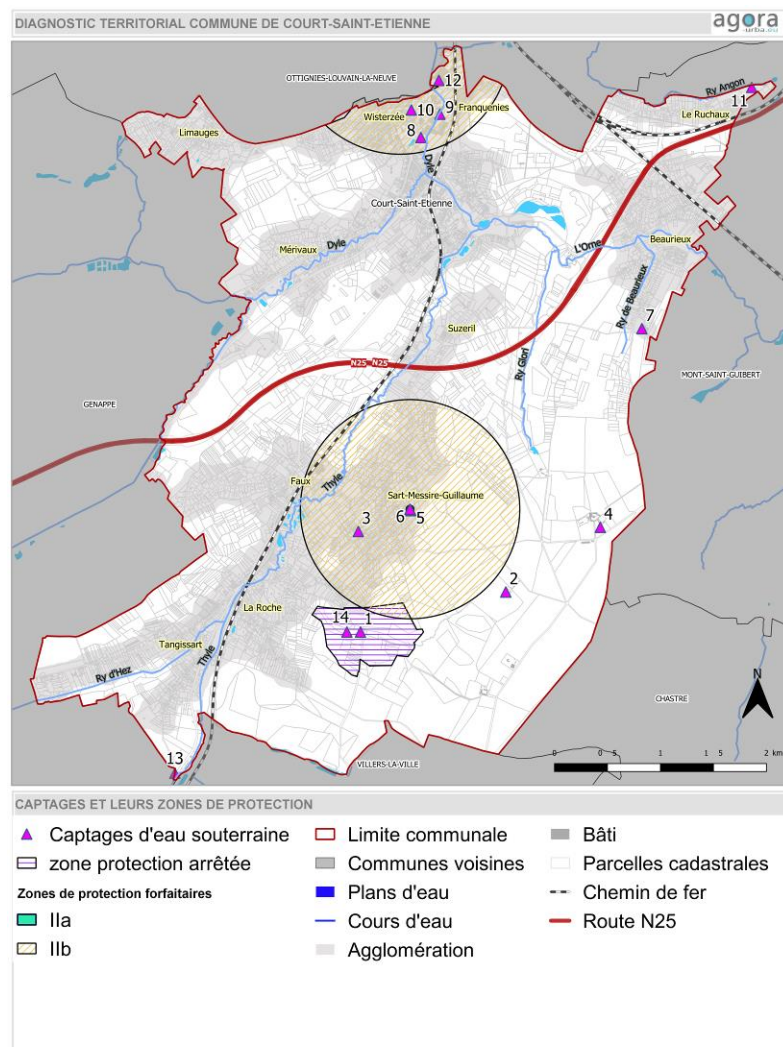 DIAGNOSTIC TERRITORIAL COMMUNE DE COURT-SAINT-ETIENNE
agora
-urba.eu
OTTIGNIES-LOUVAIN-LA-NEUVE
12
Ry Angon
11
10
9
Wisterzée
Franquenies
Le Ruchaux
Limauges
8
Dyle
Court-Saint-Etienne
Beaurieux
L'Orne
Mérivaux
Dyle
Ry de Beaurieux
7
Suzeril
Ry Glori
N25 N25
MONT-SAINT-GUIBERT
GENAPPE
Faux
Thyle
Sart-Messire-Guillaume
3
6
5
4
2
La Roche
14
1
Tangissart
Thyle
Ry d'Hez
CHASTRE
N
13
VILLERS-LA-VILLE
0 0 5 1 1 5 2 km
CAPTAGES ET LEURS ZONES DE PROTECTION
Captages d'eau souterraine
zone protection arrêtée
Zones de protection forfaitaires
IIa
IIb
Limite communale
Communes voisines
Plans d'eau
Cours d'eau
Agglomération
Bâti
Parcelles cadastrales
Chemin de fer
Route N25